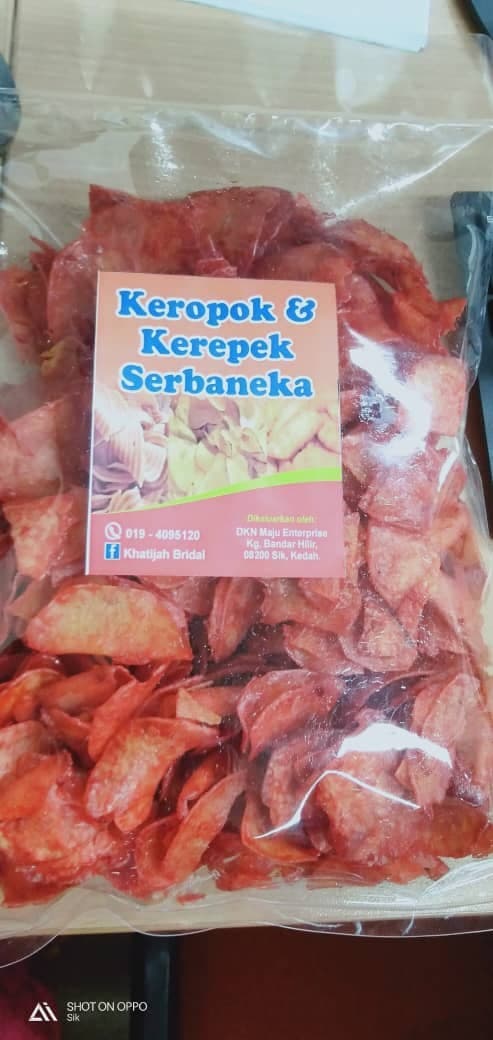 Keropok &
Kerepek
Serbaneka
019 - 4095120
Khatijah Bridal
Dikeluarkan oleh:
DKN Maju Enterprise
Kg. Bandar Hilir,
08200 Sik, Kedah.
SHOT ON OPPO
Sik